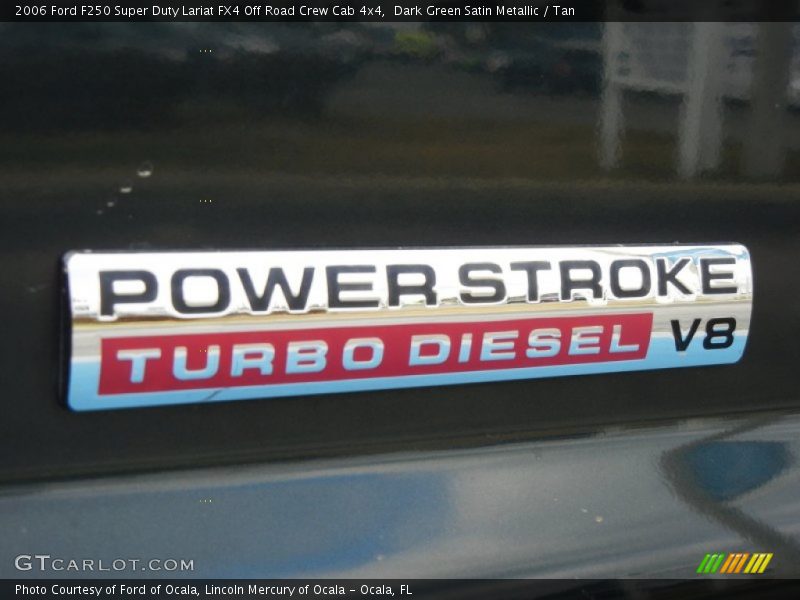 2006 Ford F250 Super Duty Lariat FX4 Off Road Crew Cab 4x4,  Dark Green Satin Metallic / Tan
POWER STROKE
TURBO DIESEL V8
GTCARLOT.COM
Photo Courtesy of Ford of Ocala, Lincoln Mercury of Ocala - Ocala, FL